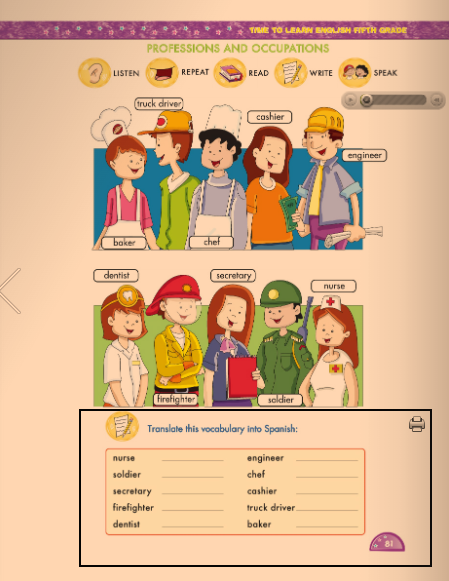 TIME TO LEARN ENGLISH FIFTH GRADE
PROFESSIONS AND OCCUPATIONS
LISTEN REPEAT READ WRITE SPEAK
truck driver
cashier
engineer
baker
chef
dentist
secretary
nurse
firefighter
soldier
Translate this vocabulary into Spanish:
nurse ____________ engineer ____________
soldier ____________ chef ____________
secretary ____________ cashier ____________
firefighter ____________ truck driver ____________
dentist ____________ baker ____________
81